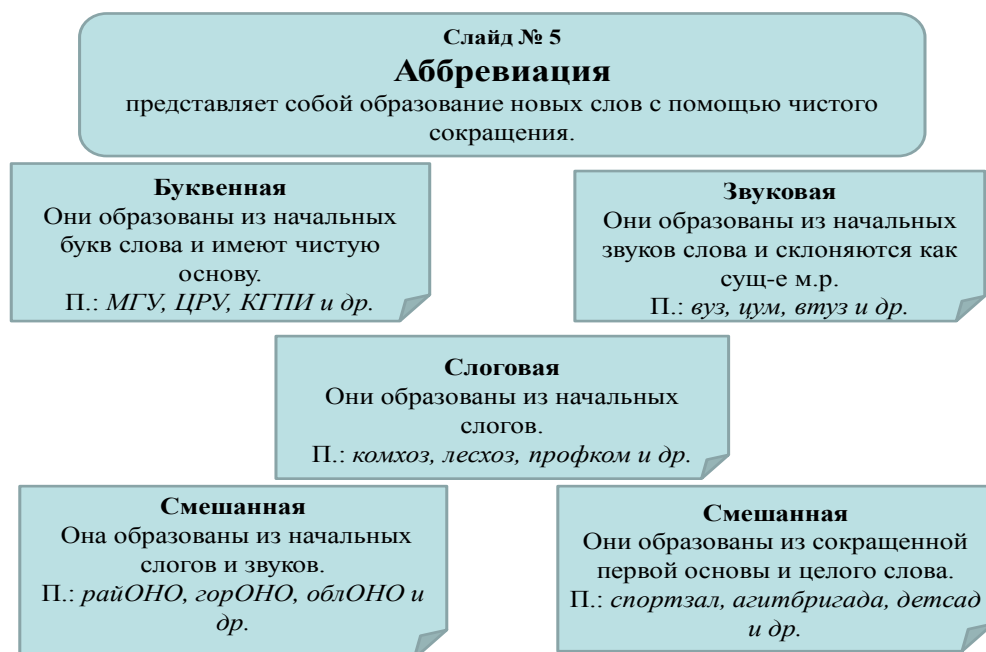 Слайд № 5
Аббревиация
представляет собой образование новых слов с помощью чистого
сокращения.
Буквенная
Они образованы из начальных
букв слова и имеют чистую
основу.
П.: МГУ, ЦРУ, КГПИ и др.
Звуковая
Они образованы из начальных
звуков слова и склоняются как
сущ-е м.р.
П.: вуз, цум, втуз и др.
Слоговая
Они образованы из начальных
слогов.
П.: комхоз, лесхоз, профком и др.
Смешанная
Она образованы из начальных
слогов и звуков.
П.: райОНО, горОНО, облОНО и
др.
Смешанная
Они образованы из сокращенной
первой основы и целого слова.
П.: спортзал, агитбригада, детсад
и др.